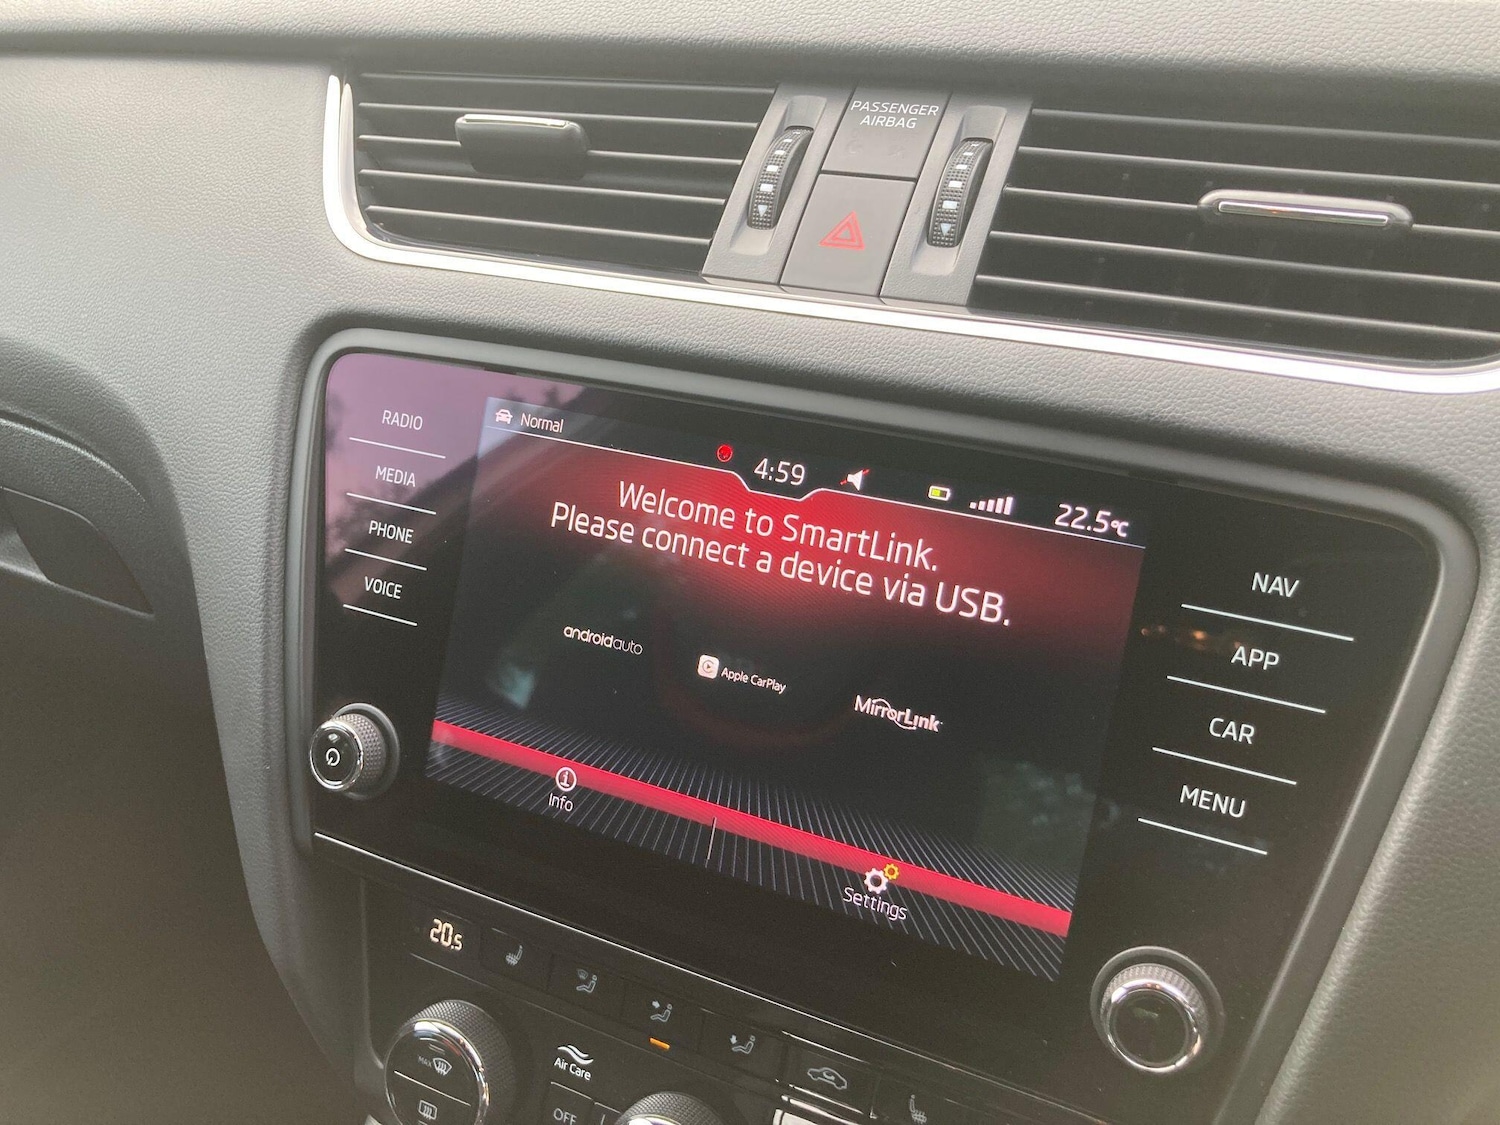 PASSENGER
AIRBAG
RADIO
MEDIA
PHONE
VOICE
Normal
4:59
22.5°C
Welcome to SmartLink.
Please connect a device via USB.
androidauto
Apple CarPlay
MirrorLink
Info
Settings
NAV
APP
CAR
MENU
20.5
MAX
Air Care
OFF